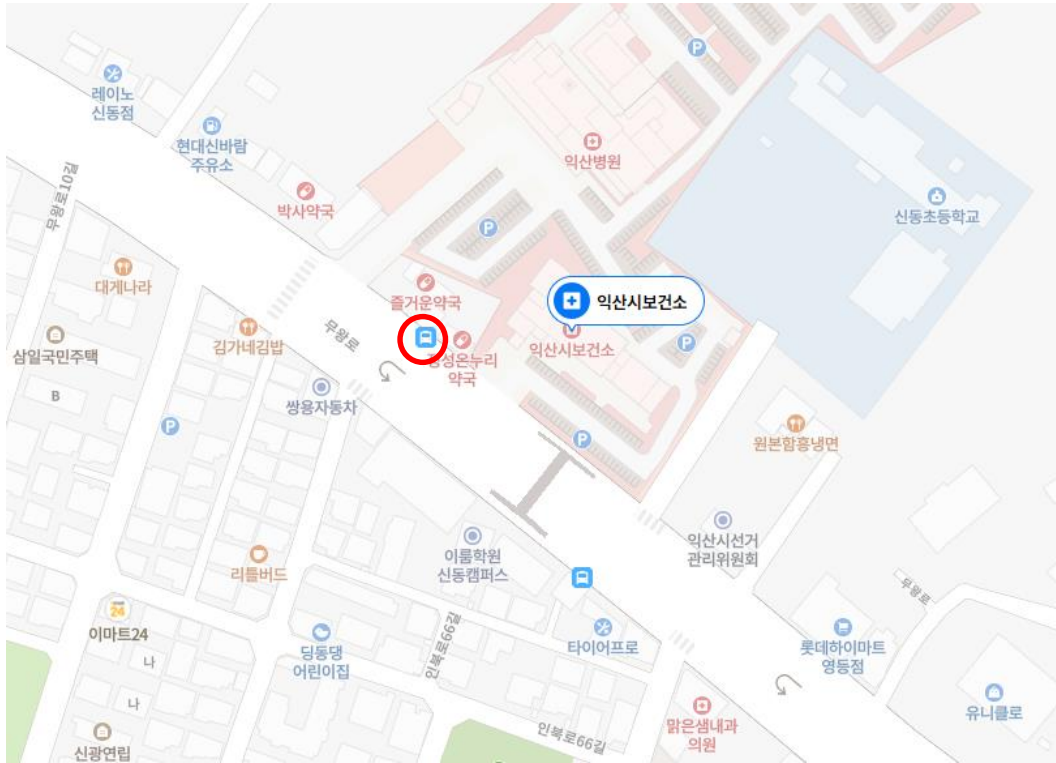 레이노
신동점
현대신바람
주유소
P
익산병원
신동초등학교
박사약국
무왕로10길
P
대게나라
즐거운약국
익산시보건소
김가네김밥
무왕로
익산시보건소
P
삼일국민주택
온누리
약국
B
쌍용자동차
P
P
원본함흥냉면
익산시선거
관리위원회
이룸학원
신동캠퍼스
리틀버드
무왕로
24
이마트24
딩동댕
어린이집
인북로66길
타이어프로
롯데하이마트
영등점
나
나
유니클로
맑은샘내과
의원
인북로66길
신광연립